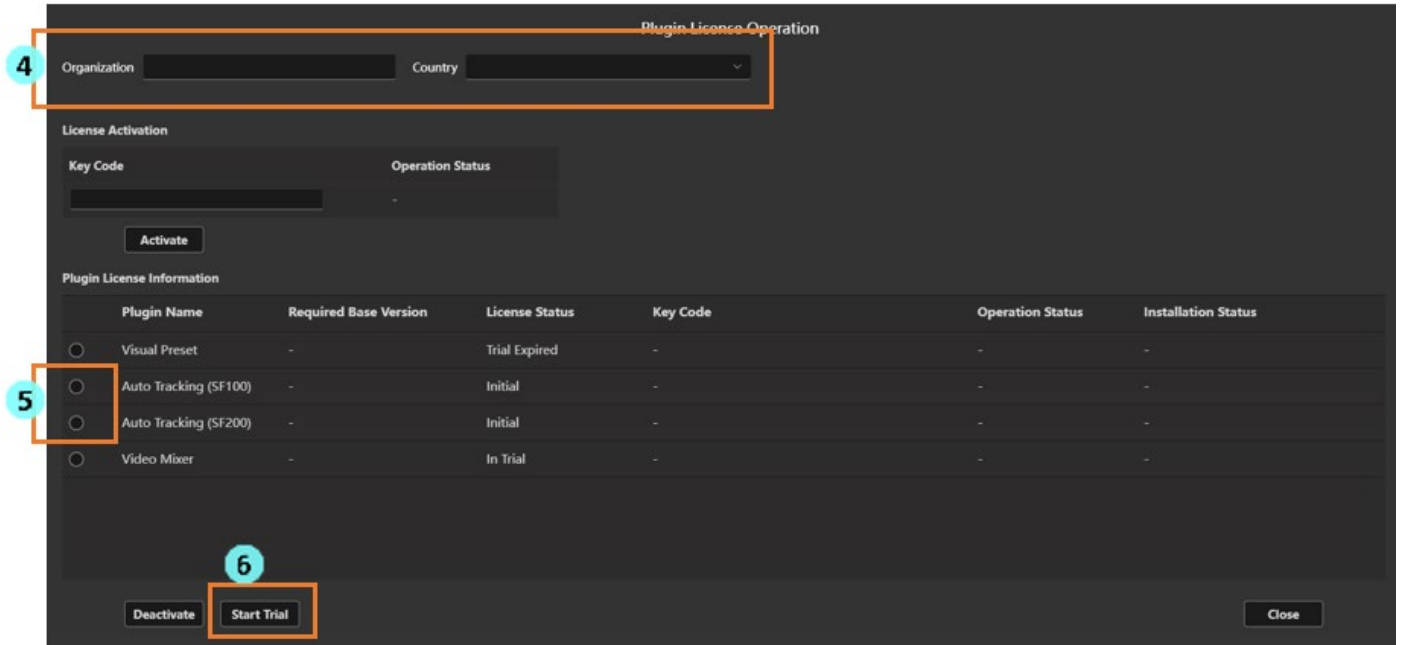 Plugin License Operation
4
Organization Country
License Activation
Key Code Operation Status
-
Activate
Plugin License Information
Plugin Name Required Base Version License Status Key Code Operation Status Installation Status
Visual Preset - Trial Expired - - -
5
Auto Tracking (SF100) - Initial - - -
Auto Tracking (SF200) - Initial - - -
Video Mixer - In Trial - - -
6
Deactivate Start Trial Close